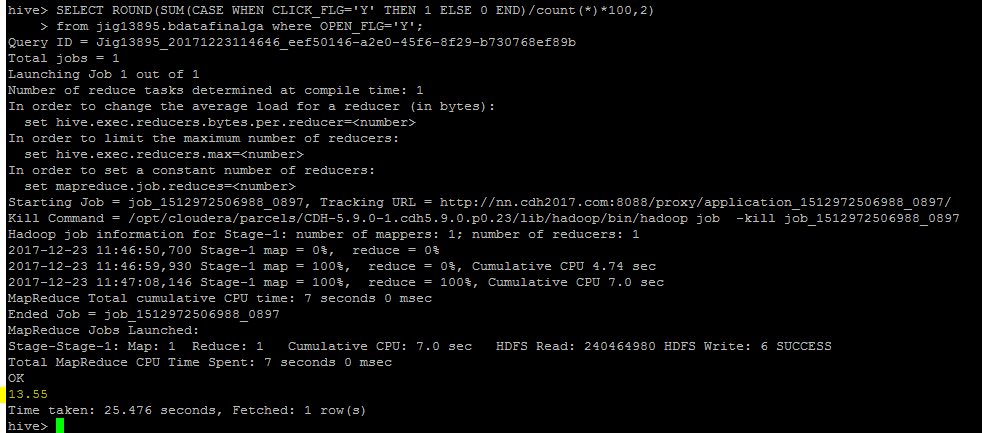 hive> SELECT ROUND(SUM(CASE WHEN CLICK_FLG='Y' THEN 1 ELSE 0 END)/count(*)*100,2)
    > from jig13895.bdatafinalga where OPEN_FLG='Y';
Query ID = Jig13895_20171223114646_eef50146-a2e0-45f6-8f29-b730768ef89b
Total jobs = 1
Launching Job 1 out of 1
Number of reduce tasks determined at compile time: 1
In order to change the average load for a reducer (in bytes):
  set hive.exec.reducers.bytes.per.reducer=<number>
In order to limit the maximum number of reducers:
  set hive.exec.reducers.max=<number>
In order to set a constant number of reducers:
  set mapreduce.job.reduces=<number>
Starting Job = job_1512972506988_0897, Tracking URL = http://nn.cdh2017.com:8088/proxy/application_1512972506988_0897/
Kill Command = /opt/cloudera/parcels/CDH-5.9.0-1.cdh5.9.0.p0.23/lib/hadoop/bin/hadoop job  -kill job_1512972506988_0897
Hadoop job information for Stage-1: number of mappers: 1; number of reducers: 1
2017-12-23 11:46:50,700 Stage-1 map = 0%,  reduce = 0%
2017-12-23 11:46:59,930 Stage-1 map = 100%,  reduce = 0%, Cumulative CPU 4.74 sec
2017-12-23 11:47:08,146 Stage-1 map = 100%,  reduce = 100%, Cumulative CPU 7.0 sec
MapReduce Total cumulative CPU time: 7 seconds 0 msec
Ended Job = job_1512972506988_0897
MapReduce Jobs Launched:
Stage-Stage-1: Map: 1  Reduce: 1   Cumulative CPU: 7.0 sec   HDFS Read: 240464980 HDFS Write: 6 SUCCESS
Total MapReduce CPU Time Spent: 7 seconds 0 msec
OK
13.55
Time taken: 25.476 seconds, Fetched: 1 row(s)
hive>